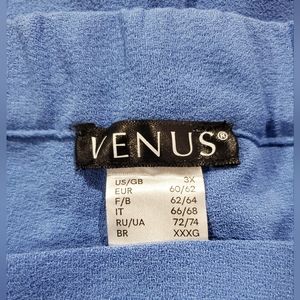 VENUS®
US/GB 3X
EUR 60/62
F/B 62/64
IT 66/68
RU/UA 72/74
BR XXXG